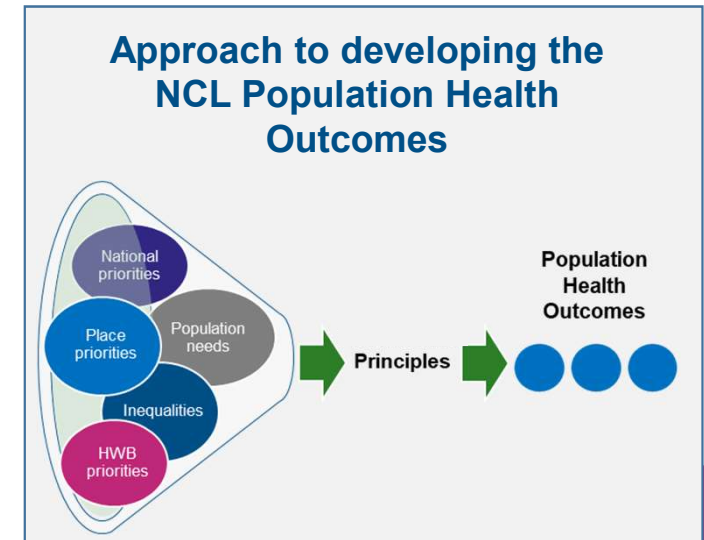 Approach to developing the
NCL Population Health
Outcomes
National
priorities
Population
needs
Place
priorities
Inequalities
HWB
priorities
Principles
Population
Health
Outcomes